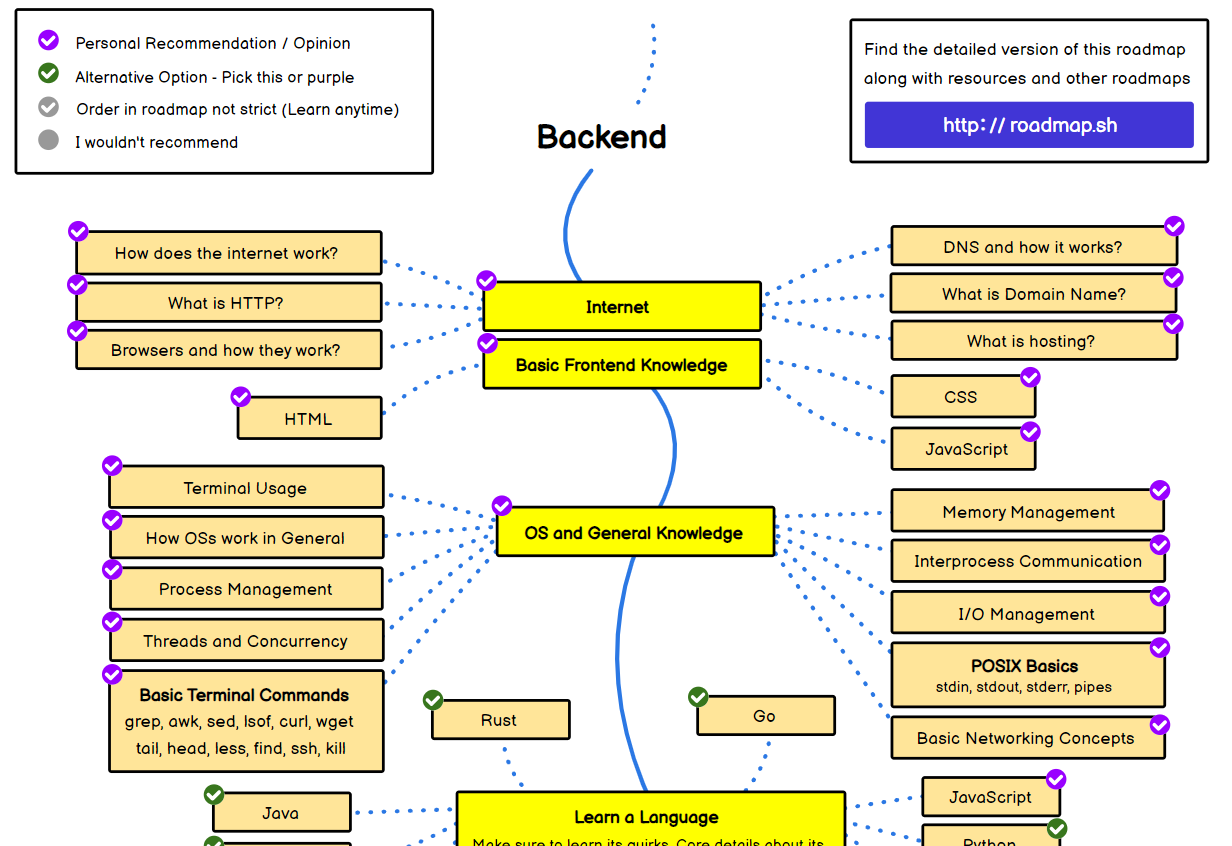 Personal Recommendation / Opinion
Alternative Option - Pick this or purple
Order in roadmap not strict (Learn anytime)
I wouldn't recommend
Find the detailed version of this roadmap
along with resources and other roadmaps
http: // roadmap.sh
Backend
How does the internet work?
What is HTTP?
Browsers and how they work?
Internet
DNS and how it works?
What is Domain Name?
What is hosting?
Basic Frontend Knowledge
HTML
CSS
JavaScript
Terminal Usage
How OSs work in General
Process Management
Threads and Concurrency
Basic Terminal Commands
grep, awk, sed, lsof, curl, wget
tail, head, less, find, ssh, kill
OS and General Knowledge
Memory Management
Interprocess Communication
I/O Management
POSIX Basics
stdin, stdout, stderr, pipes
Basic Networking Concepts
Rust
Go
Java
Learn a Language
Make sure to learn its quirks. Core details about its
JavaScript
Python